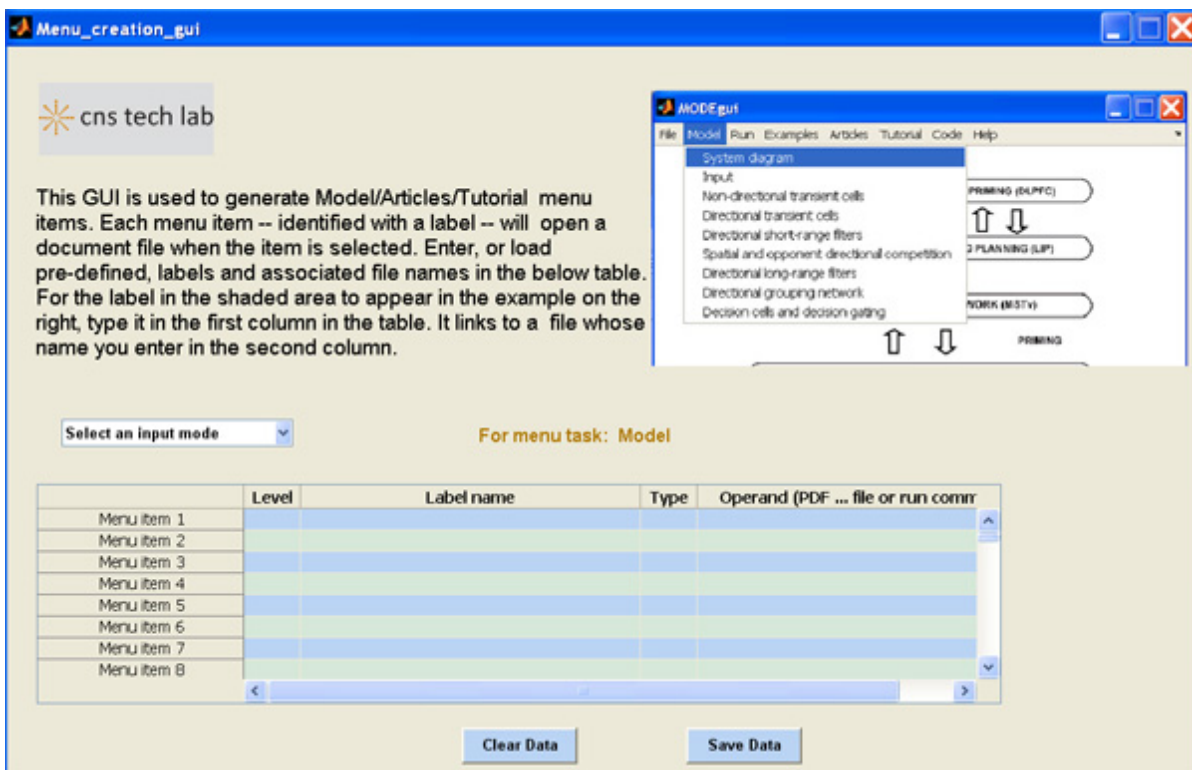 Menu_creation_gui
cns tech lab
This GUI is used to generate Model/Articles/Tutorial menu
items. Each menu item -- identified with a label -- will open a
document file when the item is selected. Enter, or load
pre-defined, labels and associated file names in the below table.
For the label in the shaded area to appear in the example on the
right, type it in the first column in the table. It links to a file whose
name you enter in the second column.
MODEgui
File Model Run Examples Articles Tutorial Code Help
System diagram
Input
Non-directional transient cells
Directional transient cells
Directional short-range filters
Spatial and opponent directional competition
Directional long-range filters
Directional grouping network
Decision cells and decision gating
PRIMING (DLPFC)
PLANNING (LIP)
WORK (MSTv)
PRIMING
Select an input mode
For menu task: Model
Level Label name Type Operand (PDF ... file or run comm
Menu item 1
Menu item 2
Menu item 3
Menu item 4
Menu item 5
Menu item 6
Menu item 7
Menu item 8
Clear Data Save Data